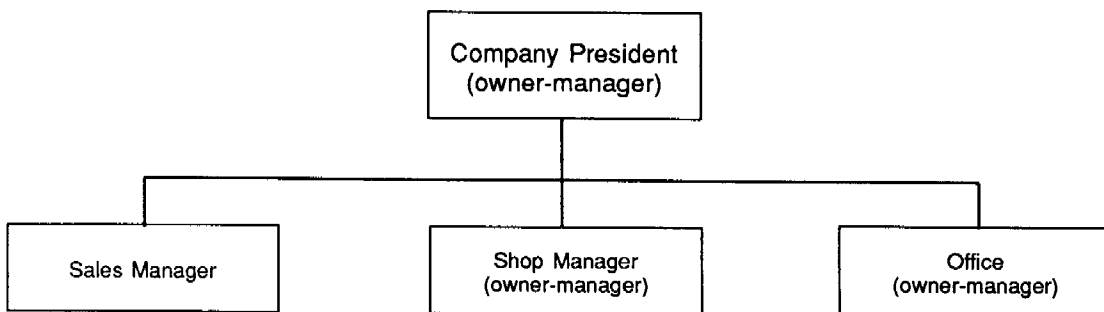 Company President
(owner-manager)
Sales Manager
Shop Manager
(owner-manager)
Office
(owner-manager)